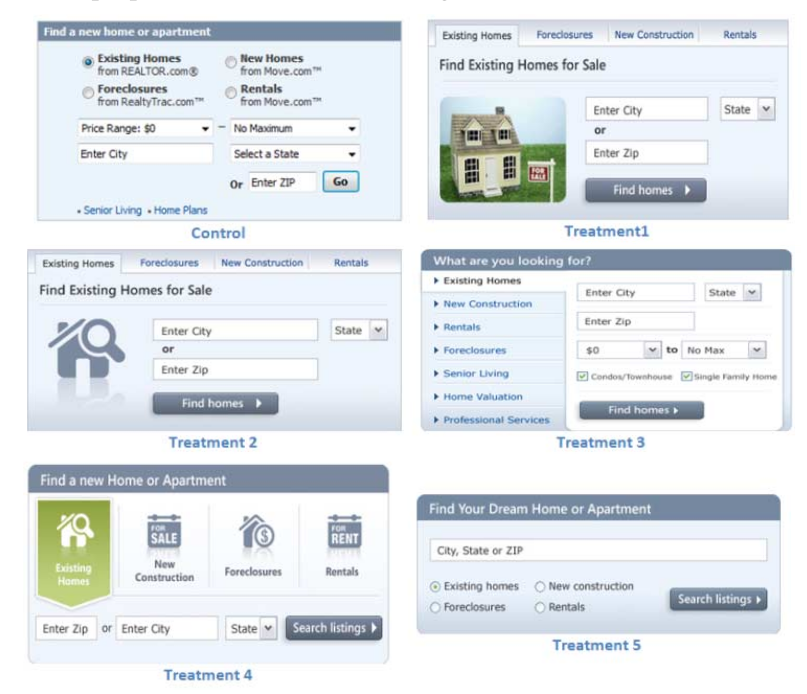 Find a new home or apartment
Existing Homes
from REALTOR.com®
New Homes
from Move.com™
Foreclosures
from RealtyTrac.com™
Rentals
from Move.com™
Price Range: $0 – No Maximum
Enter City Select a State
Or Enter ZIP Go
• Senior Living • Home Plans
Control
Existing Homes Foreclosures New Construction Rentals
Find Existing Homes for Sale
FOR SALE
Enter City State
or
Enter Zip
Find homes
Treatment1
Existing Homes Foreclosures New Construction Rentals
Find Existing Homes for Sale
Enter City State
or
Enter Zip
Find homes
Treatment 2
What are you looking for?
Existing Homes
New Construction
Rentals
Foreclosures
Senior Living
Home Valuation
Professional Services
Enter City State
Enter Zip
$0 to No Max
Condos/Townhouse Single Family Home
Find homes
Treatment 3
Find a new Home or Apartment
Existing
Homes
FOR
SALE
New
Construction
Foreclosures
FOR
RENT
Rentals
Enter Zip or Enter City State Search listings
Treatment 4
Find Your Dream Home or Apartment
City, State or ZIP
Existing homes New construction
Foreclosures Rentals
Search listings
Treatment 5